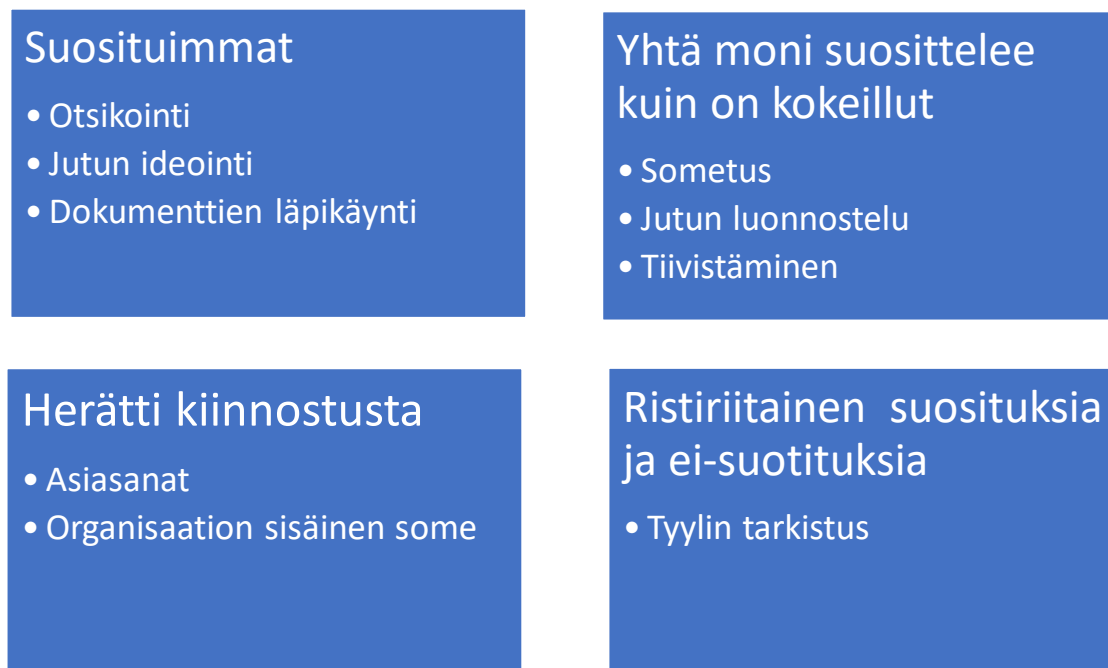 Suosituimmat
• Otsikointi
• Jutun ideointi
• Dokumenttien läpikäynti
Yhtä moni suosittelee
kuin on kokeillut
• Sometus
• Jutun luonnostelu
• Tiivistäminen
Herätti kiinnostusta
• Asiasanat
• Organisaation sisäinen some
Ristiriitainen  suosituksia
ja ei-suotituksia
• Tyylin tarkistus